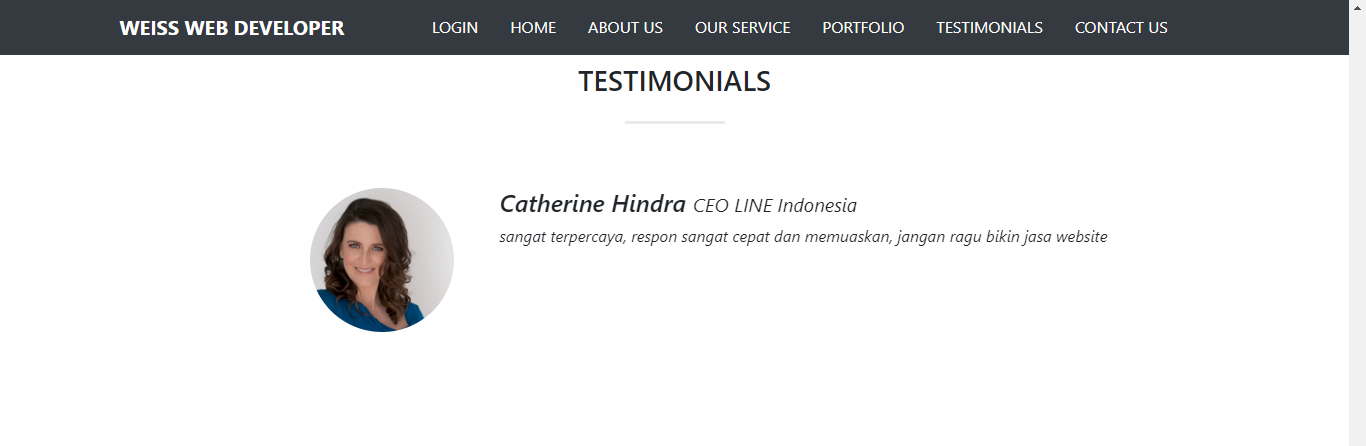 WEISS WEB DEVELOPER LOGIN HOME ABOUT US OUR SERVICE PORTFOLIO TESTIMONIALS CONTACT US
TESTIMONIALS
Catherine Hindra CEO LINE Indonesia
sangat terpercaya, respon sangat cepat dan memuaskan, jangan ragu bikin jasa website